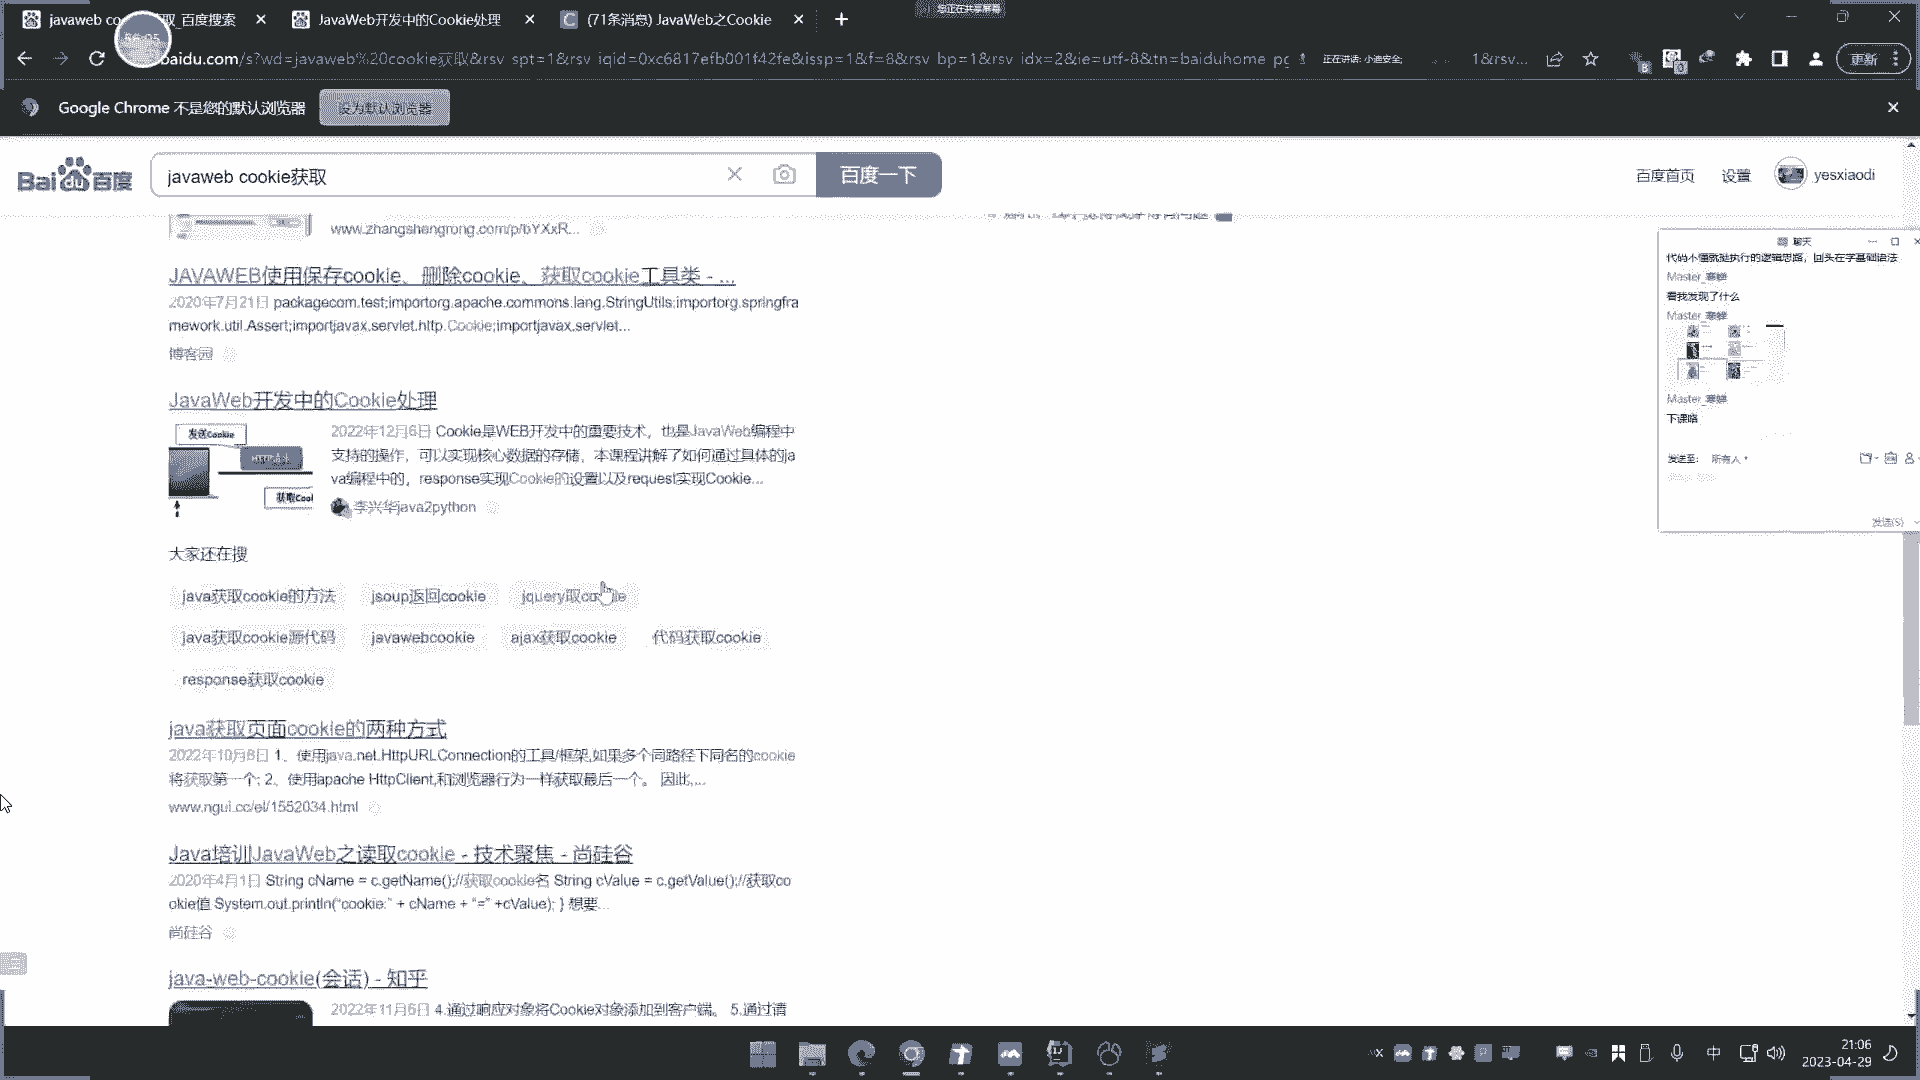 javaweb co
取_百度搜索
JavaWeb开发中的Cookie处理
(71条消息) JavaWeb之Cookie
您正在共享屏幕
baidu.com/s?wd=javaweb%20cookie获取&rsv_spt=1&rsv_iqid=0xc6817efb001f42fe&issp=1&f=8&rsv_bp=1&rsv_idx=2&ie=utf-8&tn=baiduhome_pg
正在讲话: 小迪安全;
1&rsv...
更新
Google Chrome 不是您的默认浏览器
设为默认浏览器
Bai du 百度
javaweb cookie获取
百度一下
百度首页
设置
yesxiaodi
www.zhangshengrong.com/p/bYXxR...
JAVAWEB使用保存cookie、删除cookie、获取cookie工具类 - ...
2020年7月21日 packagecom.test;importorg.apache.commons.lang.StringUtils;importorg.springfra
mework.util.Assert;importjavax.servlet.http.Cookie;importjavax.servlet...
博客园
JavaWeb开发中的Cookie处理
发送Cookie
获取Cool
2022年12月6日 Cookie是WEB开发中的重要技术，也是JavaWeb编程中
支持的操作，可以实现核心数据的存储，本课程讲解了如何通过具体的ja
va编程中的，response实现Cookie的设置以及request实现Cookie...
李兴华java2python
大家还在搜
java获取cookie的方法
jsoup返回cookie
jquery取cookie
java获取cookie源代码
javawebcookie
ajax获取cookie
代码获取cookie
response获取cookie
java获取页面cookie的两种方式
2022年10月8日 1、使用java.net.HttpURLConnection的工具/框架,如果多个同路径下同名的cookie
将获取第一个; 2、使用apache HttpClient,和浏览器行为一样获取最后一个。 因此,...
www.ngui.cc/el/1552034.html
Java培训JavaWeb之读取cookie - 技术聚焦 - 尚硅谷
2020年4月1日 String cName = c.getName();//获取cookie名 String cValue = c.getValue();//获取co
okie值 System.out.println("cookie:" + cName + "=" +cValue); } 想要...
尚硅谷
java-web-cookie(会话) - 知乎
2022年11月6日 4.通过响应对象将Cookie对象添加到客户端。 5.通过请
聊天
代码不懂就挑执行的逻辑思路，回头在学基础语法
看我发现了什么
下课咯
发送至: 所有人
发送(S)
中
21:06
2023-04-29